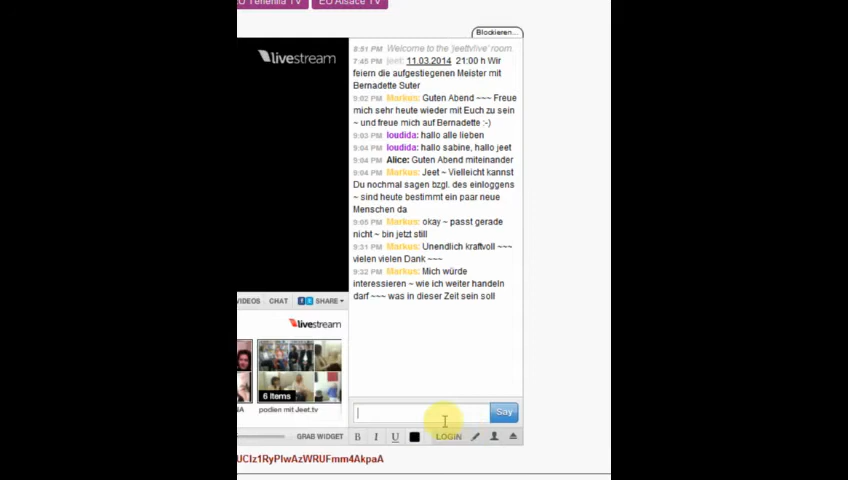 EU Tenerifa TV
EU Alsace TV
Blockieren...
livestream
8:51 PM Welcome to the 'jeettvlive' room.
7:45 PM jeet: 11.03.2014 21:00 h Wir
feiern die aufgestiegenen Meister mit
Bernadette Suter
9:02 PM Markus: Guten Abend ~~~ Freue
mich sehr heute wieder mit Euch zu sein
~ und freue mich auf Bernadette :-)
9:03 PM loudida: hallo alle lieben
9:04 PM loudida: hallo sabine, hallo jeet
9:04 PM Alice: Guten Abend miteinander
9:04 PM Markus: Jeet ~ Vielleicht kannst
Du nochmal sagen bzgl. des einloggens
~ sind heute bestimmt ein paar neue
Menschen da
9:05 PM Markus: okay ~ passt gerade
nicht ~ bin jetzt still
9:31 PM Markus: Unendlich kraftvoll ~~~
vielen vielen Dank ~~~
9:32 PM Markus: Mich würde
interessieren ~ wie ich weiter handeln
darf ~~~ was in dieser Zeit sein soll
VIDEOS CHAT SHARE
livestream
6 Items
podien mit Jeet.tv
Say
GRAB WIDGET B I U LOGIN